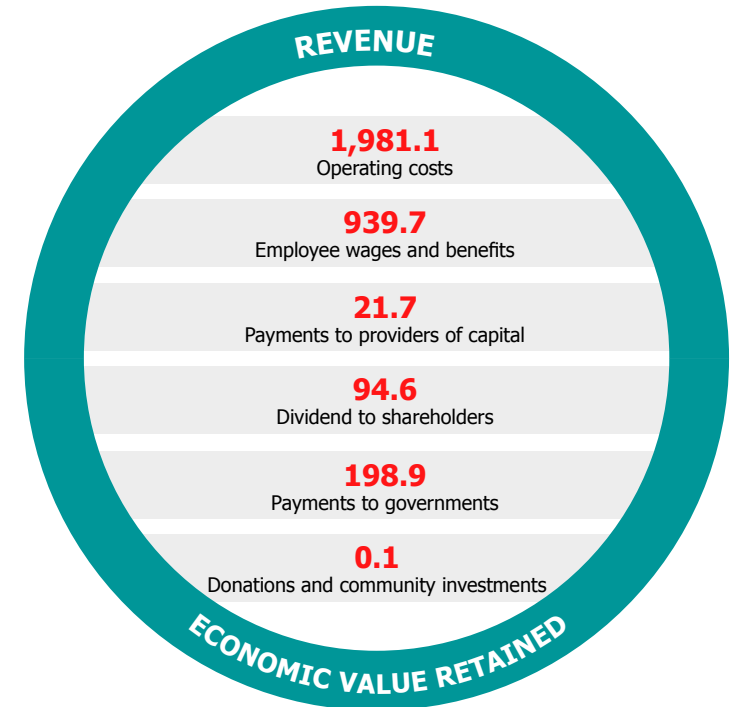 REVENUE
1,981.1
Operating costs
939.7
Employee wages and benefits
21.7
Payments to providers of capital
94.6
Dividend to shareholders
198.9
Payments to governments
0.1
Donations and community investments
ECONOMIC VALUE RETAINED